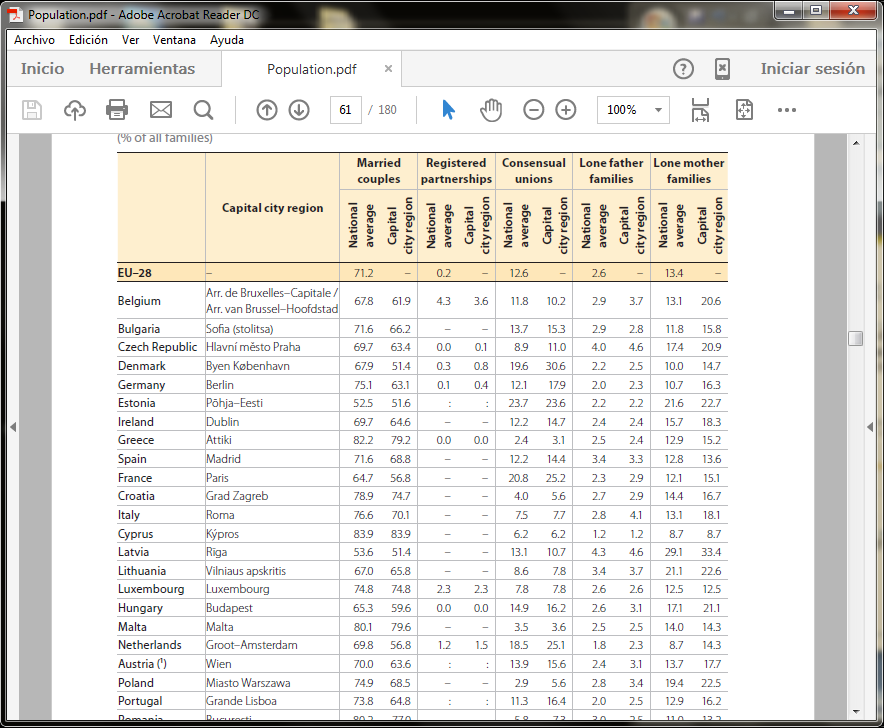 Population.pdf - Adobe Acrobat Reader DC
Archivo Edición Ver Ventana Ayuda
Inicio Herramientas Population.pdf × ? Iniciar sesión
61 / 180 100%
(% of all families)
Capital city region Married couples Registered partnerships Consensual unions Lone father families Lone mother families
National average Capital city region National average Capital city region National average Capital city region National average Capital city region National average Capital city region
EU–28 – 71.2 – 0.2 – 12.6 – 2.6 – 13.4 –
Belgium Arr. de Bruxelles–Capitale / Arr. van Brussel–Hoofdstad 67.8 61.9 4.3 3.6 11.8 10.2 2.9 3.7 13.1 20.6
Bulgaria Sofia (stolitsa) 71.6 66.2 – – 13.7 15.3 2.9 2.8 11.8 15.8
Czech Republic Hlavní město Praha 69.7 63.4 0.0 0.1 8.9 11.0 4.0 4.6 17.4 20.9
Denmark Byen København 67.9 51.4 0.3 0.8 19.6 30.6 2.2 2.5 10.0 14.7
Germany Berlin 75.1 63.1 0.1 0.4 12.1 17.9 2.0 2.3 10.7 16.3
Estonia Põhja–Eesti 52.5 51.6 : : 23.7 23.6 2.2 2.2 21.6 22.7
Ireland Dublin 69.7 64.6 – – 12.2 14.7 2.4 2.4 15.7 18.3
Greece Attiki 82.2 79.2 0.0 0.0 2.4 3.1 2.5 2.4 12.9 15.2
Spain Madrid 71.6 68.8 – – 12.2 14.4 3.4 3.3 12.8 13.6
France Paris 64.7 56.8 – – 20.8 25.2 2.3 2.9 12.1 15.1
Croatia Grad Zagreb 78.9 74.7 – – 4.0 5.6 2.7 2.9 14.4 16.7
Italy Roma 76.6 70.1 – – 7.5 7.7 2.8 4.1 13.1 18.1
Cyprus Kýpros 83.9 83.9 – – 6.2 6.2 1.2 1.2 8.7 8.7
Latvia Rīga 53.6 51.4 – – 13.1 10.7 4.3 4.6 29.1 33.4
Lithuania Vilniaus apskritis 67.0 65.8 – – 8.6 7.8 3.4 3.7 21.1 22.6
Luxembourg Luxembourg 74.8 74.8 2.3 2.3 7.8 7.8 2.6 2.6 12.5 12.5
Hungary Budapest 65.3 59.6 0.0 0.0 14.9 16.2 2.6 3.1 17.1 21.1
Malta Malta 80.1 79.6 – – 3.5 3.6 2.5 2.5 14.0 14.3
Netherlands Groot–Amsterdam 69.8 56.8 1.2 1.5 18.5 25.1 1.8 2.3 8.7 14.3
Austria (¹) Wien 70.0 63.6 : : 13.9 15.6 2.4 3.1 13.7 17.7
Poland Miasto Warszawa 74.9 68.5 – – 2.9 5.6 2.8 3.4 19.4 22.5
Portugal Grande Lisboa 73.8 64.8 : : 11.3 16.4 2.0 2.5 12.9 16.2
Romania Bucureşti 80.2 77.0 – – 5.8 7.3 3.0 2.5 11.0 13.2